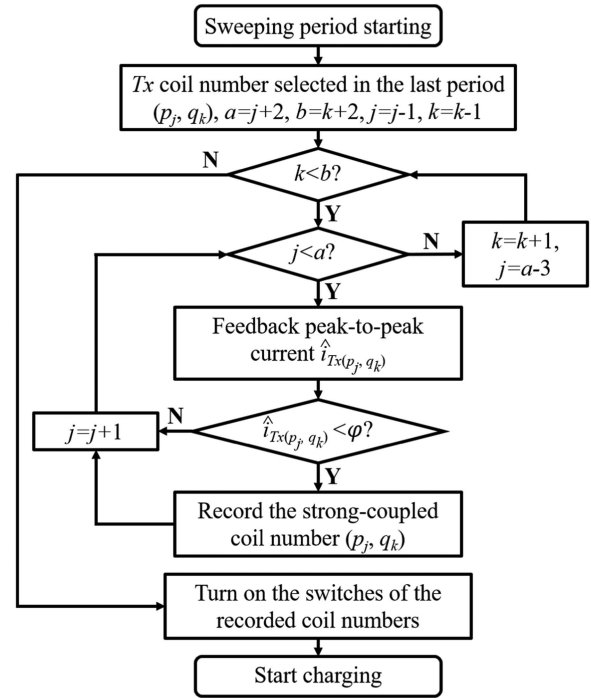 Sweeping period starting
Tx coil number selected in the last period
(pj, qk), a=j+2, b=k+2, j=j-1, k=k-1
N
k<b?
Y
j<a?
N
k=k+1,
j=a-3
Y
Feedback peak-to-peak
current î̂Tx(pj, qk)
N
î̂Tx(pj, qk)<φ?
j=j+1
Y
Record the strong-coupled
coil number (pj, qk)
Turn on the switches of the
recorded coil numbers
Start charging